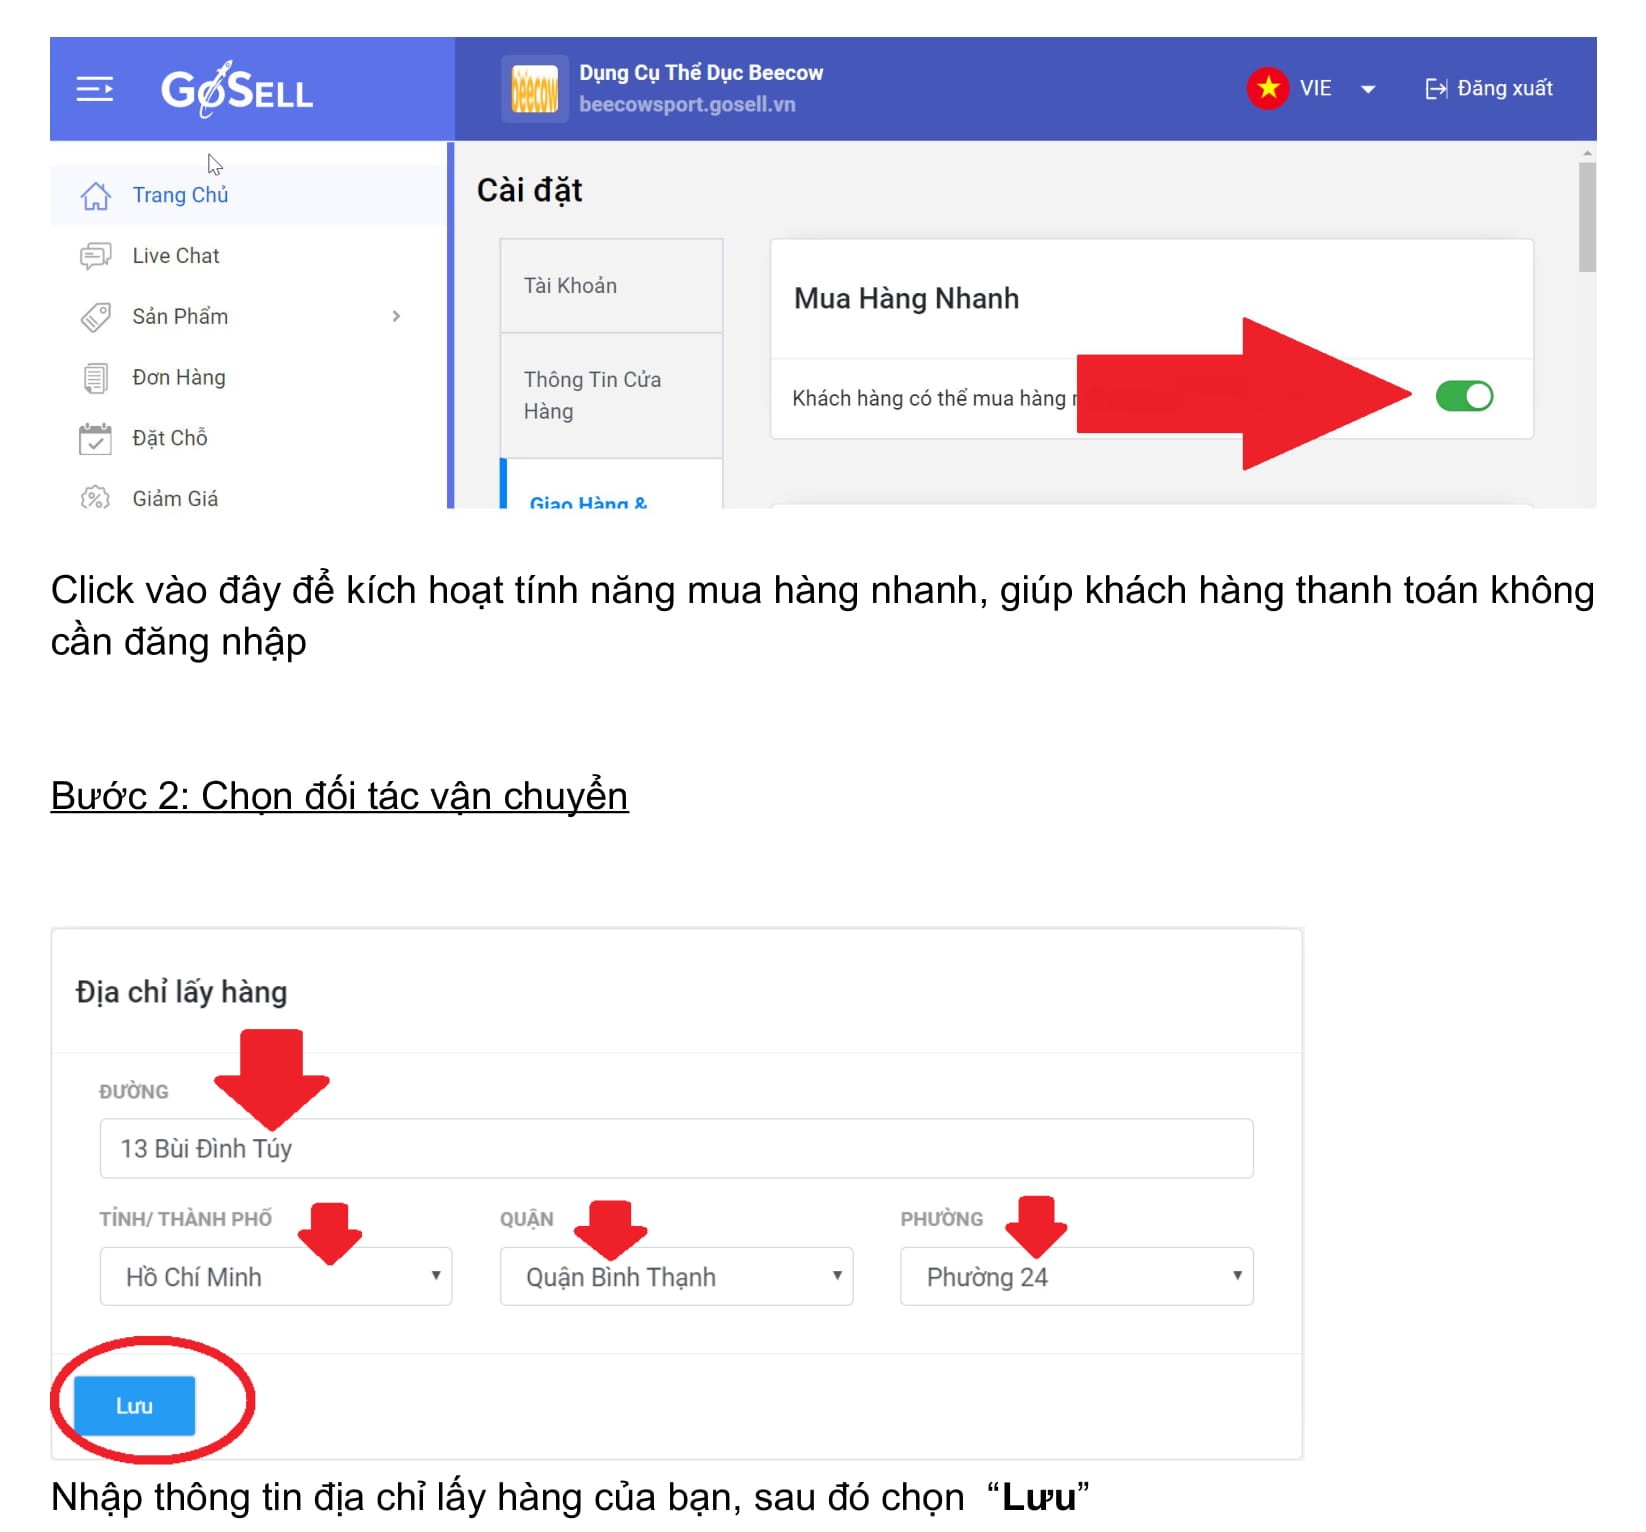 GoSELL
beecow
Dụng Cụ Thể Dục Beecow
beecowsport.gosell.vn
VIE
Đăng xuất
Trang Chủ
Live Chat
Sản Phẩm
Đơn Hàng
Đặt Chỗ
Giảm Giá
Cài đặt
Tài Khoản
Thông Tin Cửa
Hàng
Giao Hàng &
Mua Hàng Nhanh
Khách hàng có thể mua hàng
Click vào đây để kích hoạt tính năng mua hàng nhanh, giúp khách hàng thanh toán không
cần đăng nhập
Bước 2: Chọn đối tác vận chuyển
Địa chỉ lấy hàng
ĐƯỜNG
13 Bùi Đình Túy
TỈNH/ THÀNH PHỐ
QUẬN
PHƯỜNG
Hồ Chí Minh
Quận Bình Thạnh
Phường 24
Lưu
Nhập thông tin địa chỉ lấy hàng của bạn, sau đó chọn “Lưu”